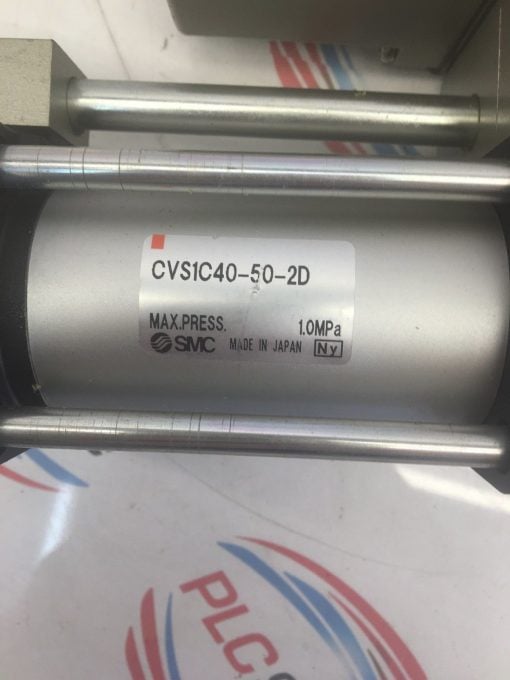 CVS1C40-50-2D
MAX.PRESS. 1.0MPa
SMC MADE IN JAPAN Ny
PLC